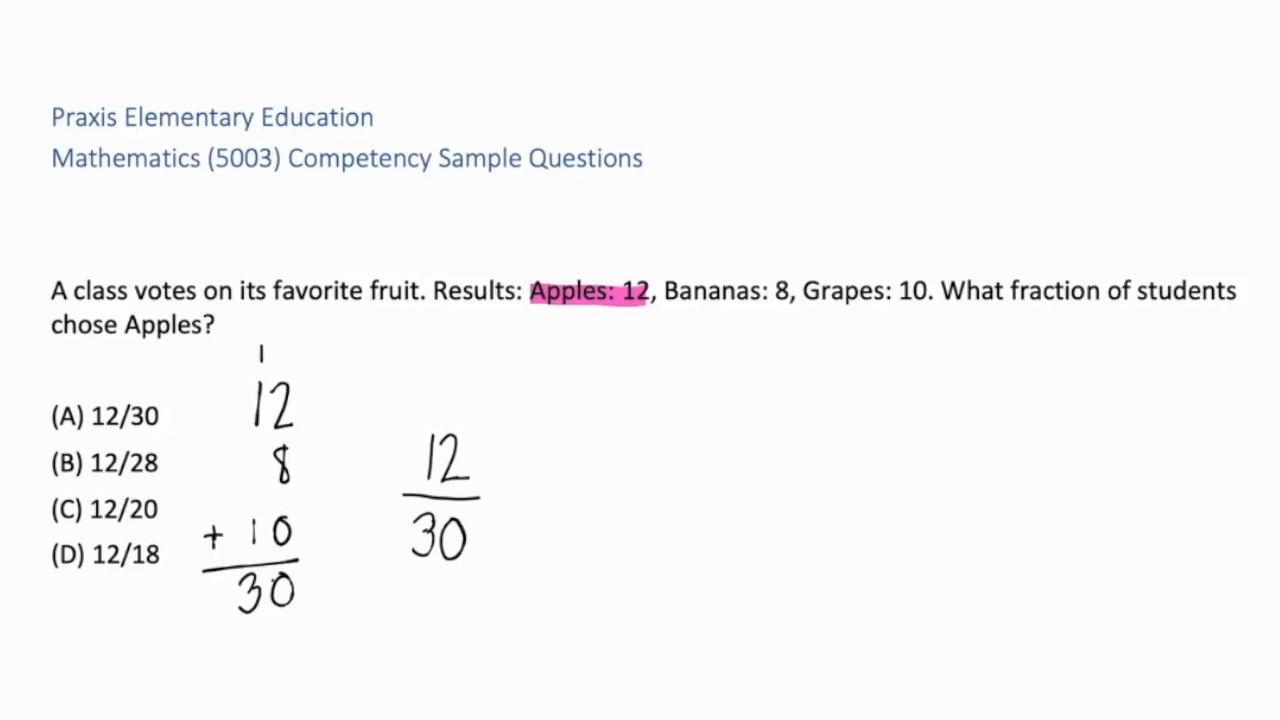 Praxis Elementary Education
Mathematics (5003) Competency Sample Questions
A class votes on its favorite fruit. Results: Apples: 12, Bananas: 8, Grapes: 10. What fraction of students
chose Apples?
(A) 12/30
(B) 12/28
(C) 12/20
(D) 12/18
1
12
8
+ 10
30
12
30